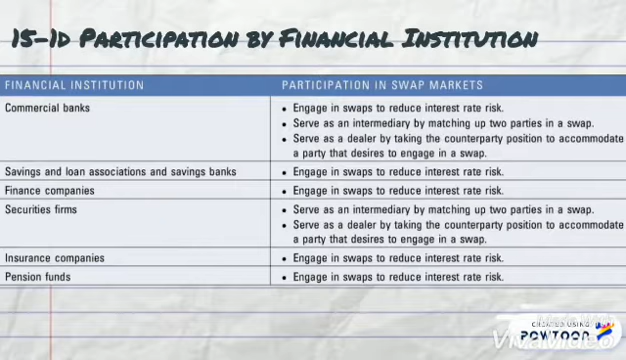 15-1d Participation by Financial Institution
FINANCIAL INSTITUTION PARTICIPATION IN SWAP MARKETS
Commercial banks
• Engage in swaps to reduce interest rate risk.
• Serve as an intermediary by matching up two parties in a swap.
• Serve as a dealer by taking the counterparty position to accommodate
a party that desires to engage in a swap.
Savings and loan associations and savings banks • Engage in swaps to reduce interest rate risk.
Finance companies • Engage in swaps to reduce interest rate risk.
Securities firms
• Serve as an intermediary by matching up two parties in a swap.
• Serve as a dealer by taking the counterparty position to accommodate
a party that desires to engage in a swap.
Insurance companies • Engage in swaps to reduce interest rate risk.
Pension funds • Engage in swaps to reduce interest rate risk.
CREATED USING
POWTOON
VivaVideo